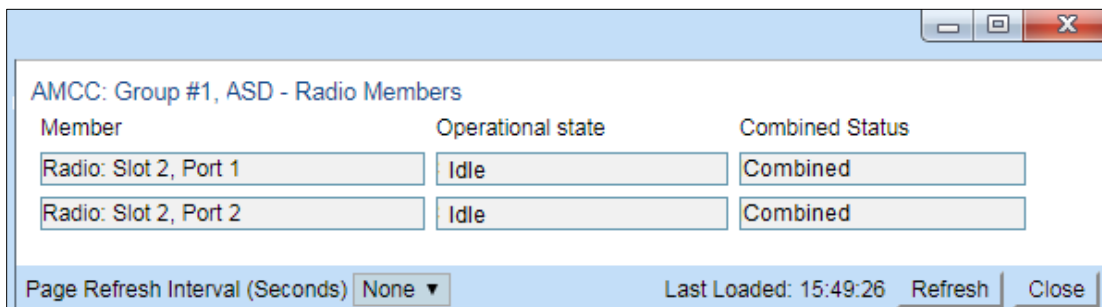 AMCC: Group #1, ASD - Radio Members
Member Operational state Combined Status
Radio: Slot 2, Port 1 Idle Combined
Radio: Slot 2, Port 2 Idle Combined
Page Refresh Interval (Seconds) None ▼ Last Loaded: 15:49:26 Refresh Close